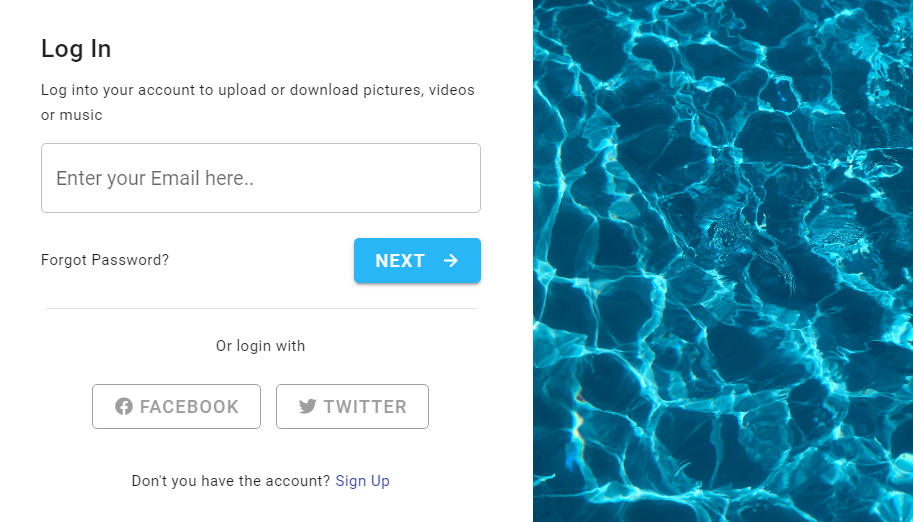 Log In
Log into your account to upload or download pictures, videos
or music
Enter your Email here..
Forgot Password?
NEXT
Or login with
FACEBOOK
TWITTER
Don't you have the account? Sign Up